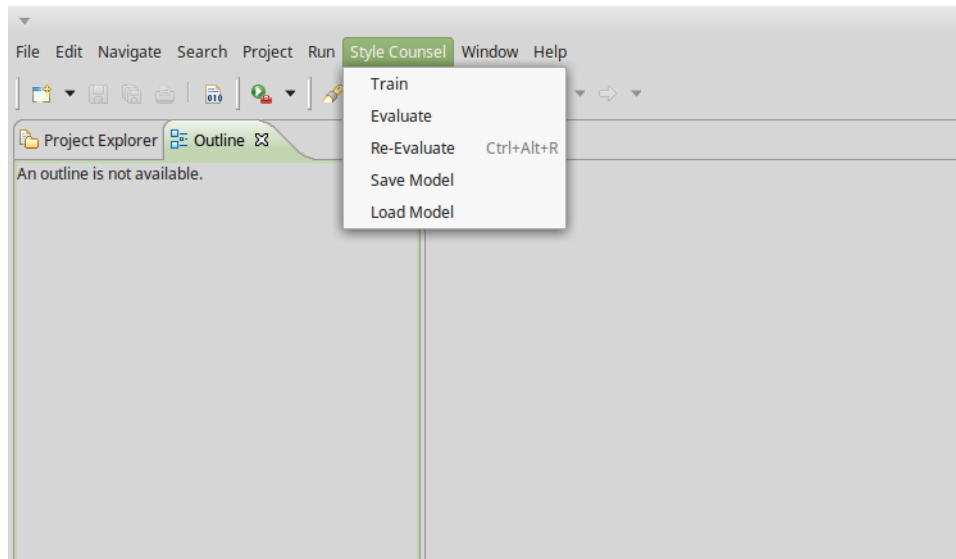 File Edit Navigate Search Project Run Style Counsel Window Help
Train
010
Evaluate
Project Explorer Outline
Re-Evaluate Ctrl+Alt+R
An outline is not available.
Save Model
Load Model